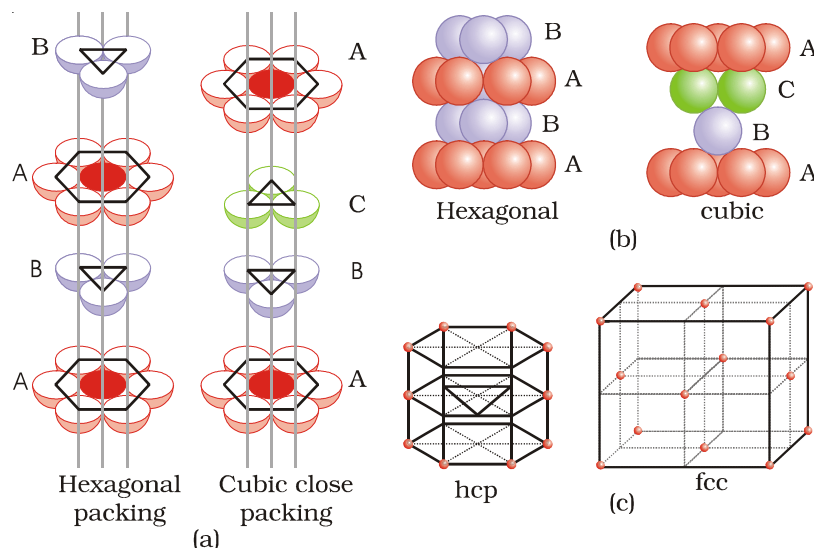 B
A
B
A
Hexagonal
packing
A
C
B
A
Cubic close
packing
(a)
B
A
B
A
Hexagonal
A
C
B
A
cubic
(b)
hcp
fcc
(c)